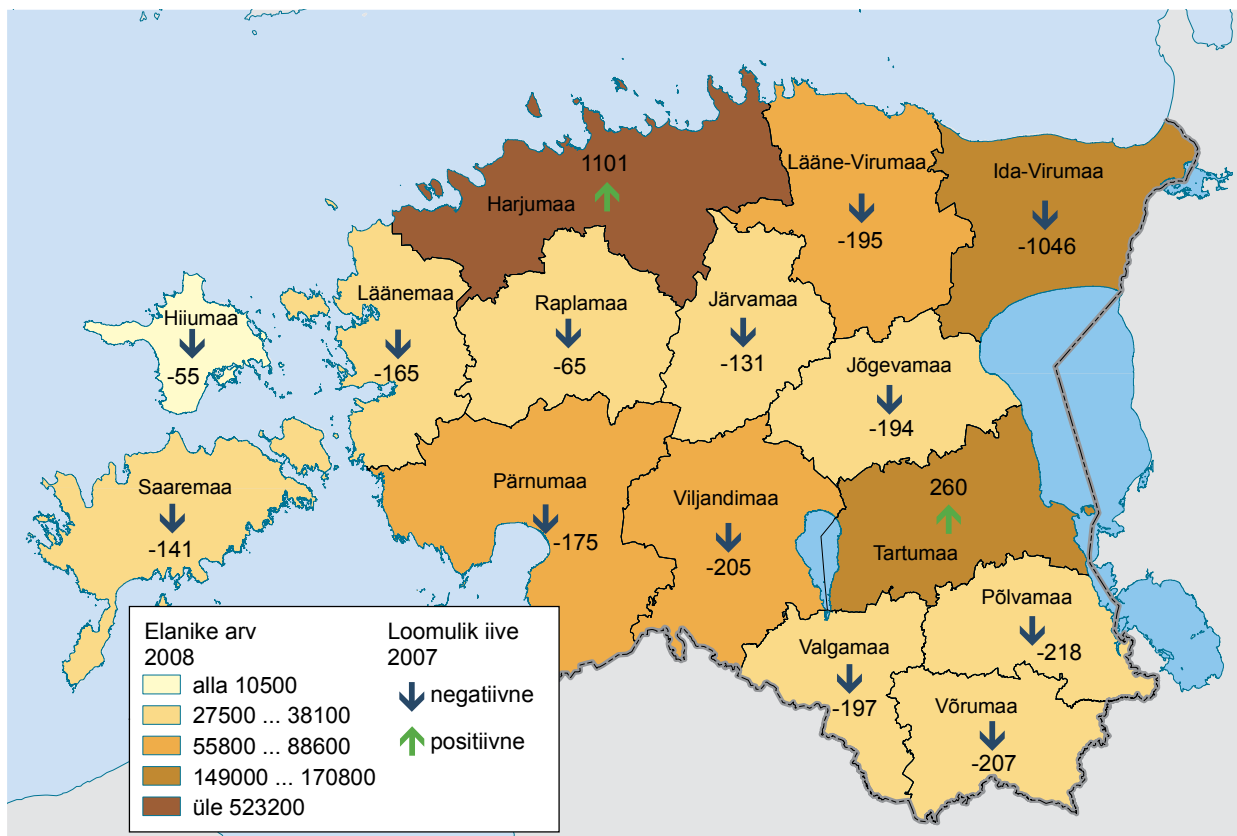 1101
Harjumaa
Lääne-Virumaa
-195
Ida-Virumaa
-1046
Hiiumaa
-55
Läänemaa
-165
Raplamaa
-65
Järvamaa
-131
Jõgevamaa
-194
Saaremaa
-141
Pärnumaa
-175
Viljandimaa
-205
260
Tartumaa
Põlvamaa
-218
Valgamaa
-197
Võrumaa
-207
Elanike arv
2008
alla 10500
27500 ... 38100
55800 ... 88600
149000 ... 170800
üle 523200
Loomulik iive
2007
negatiivne
positiivne